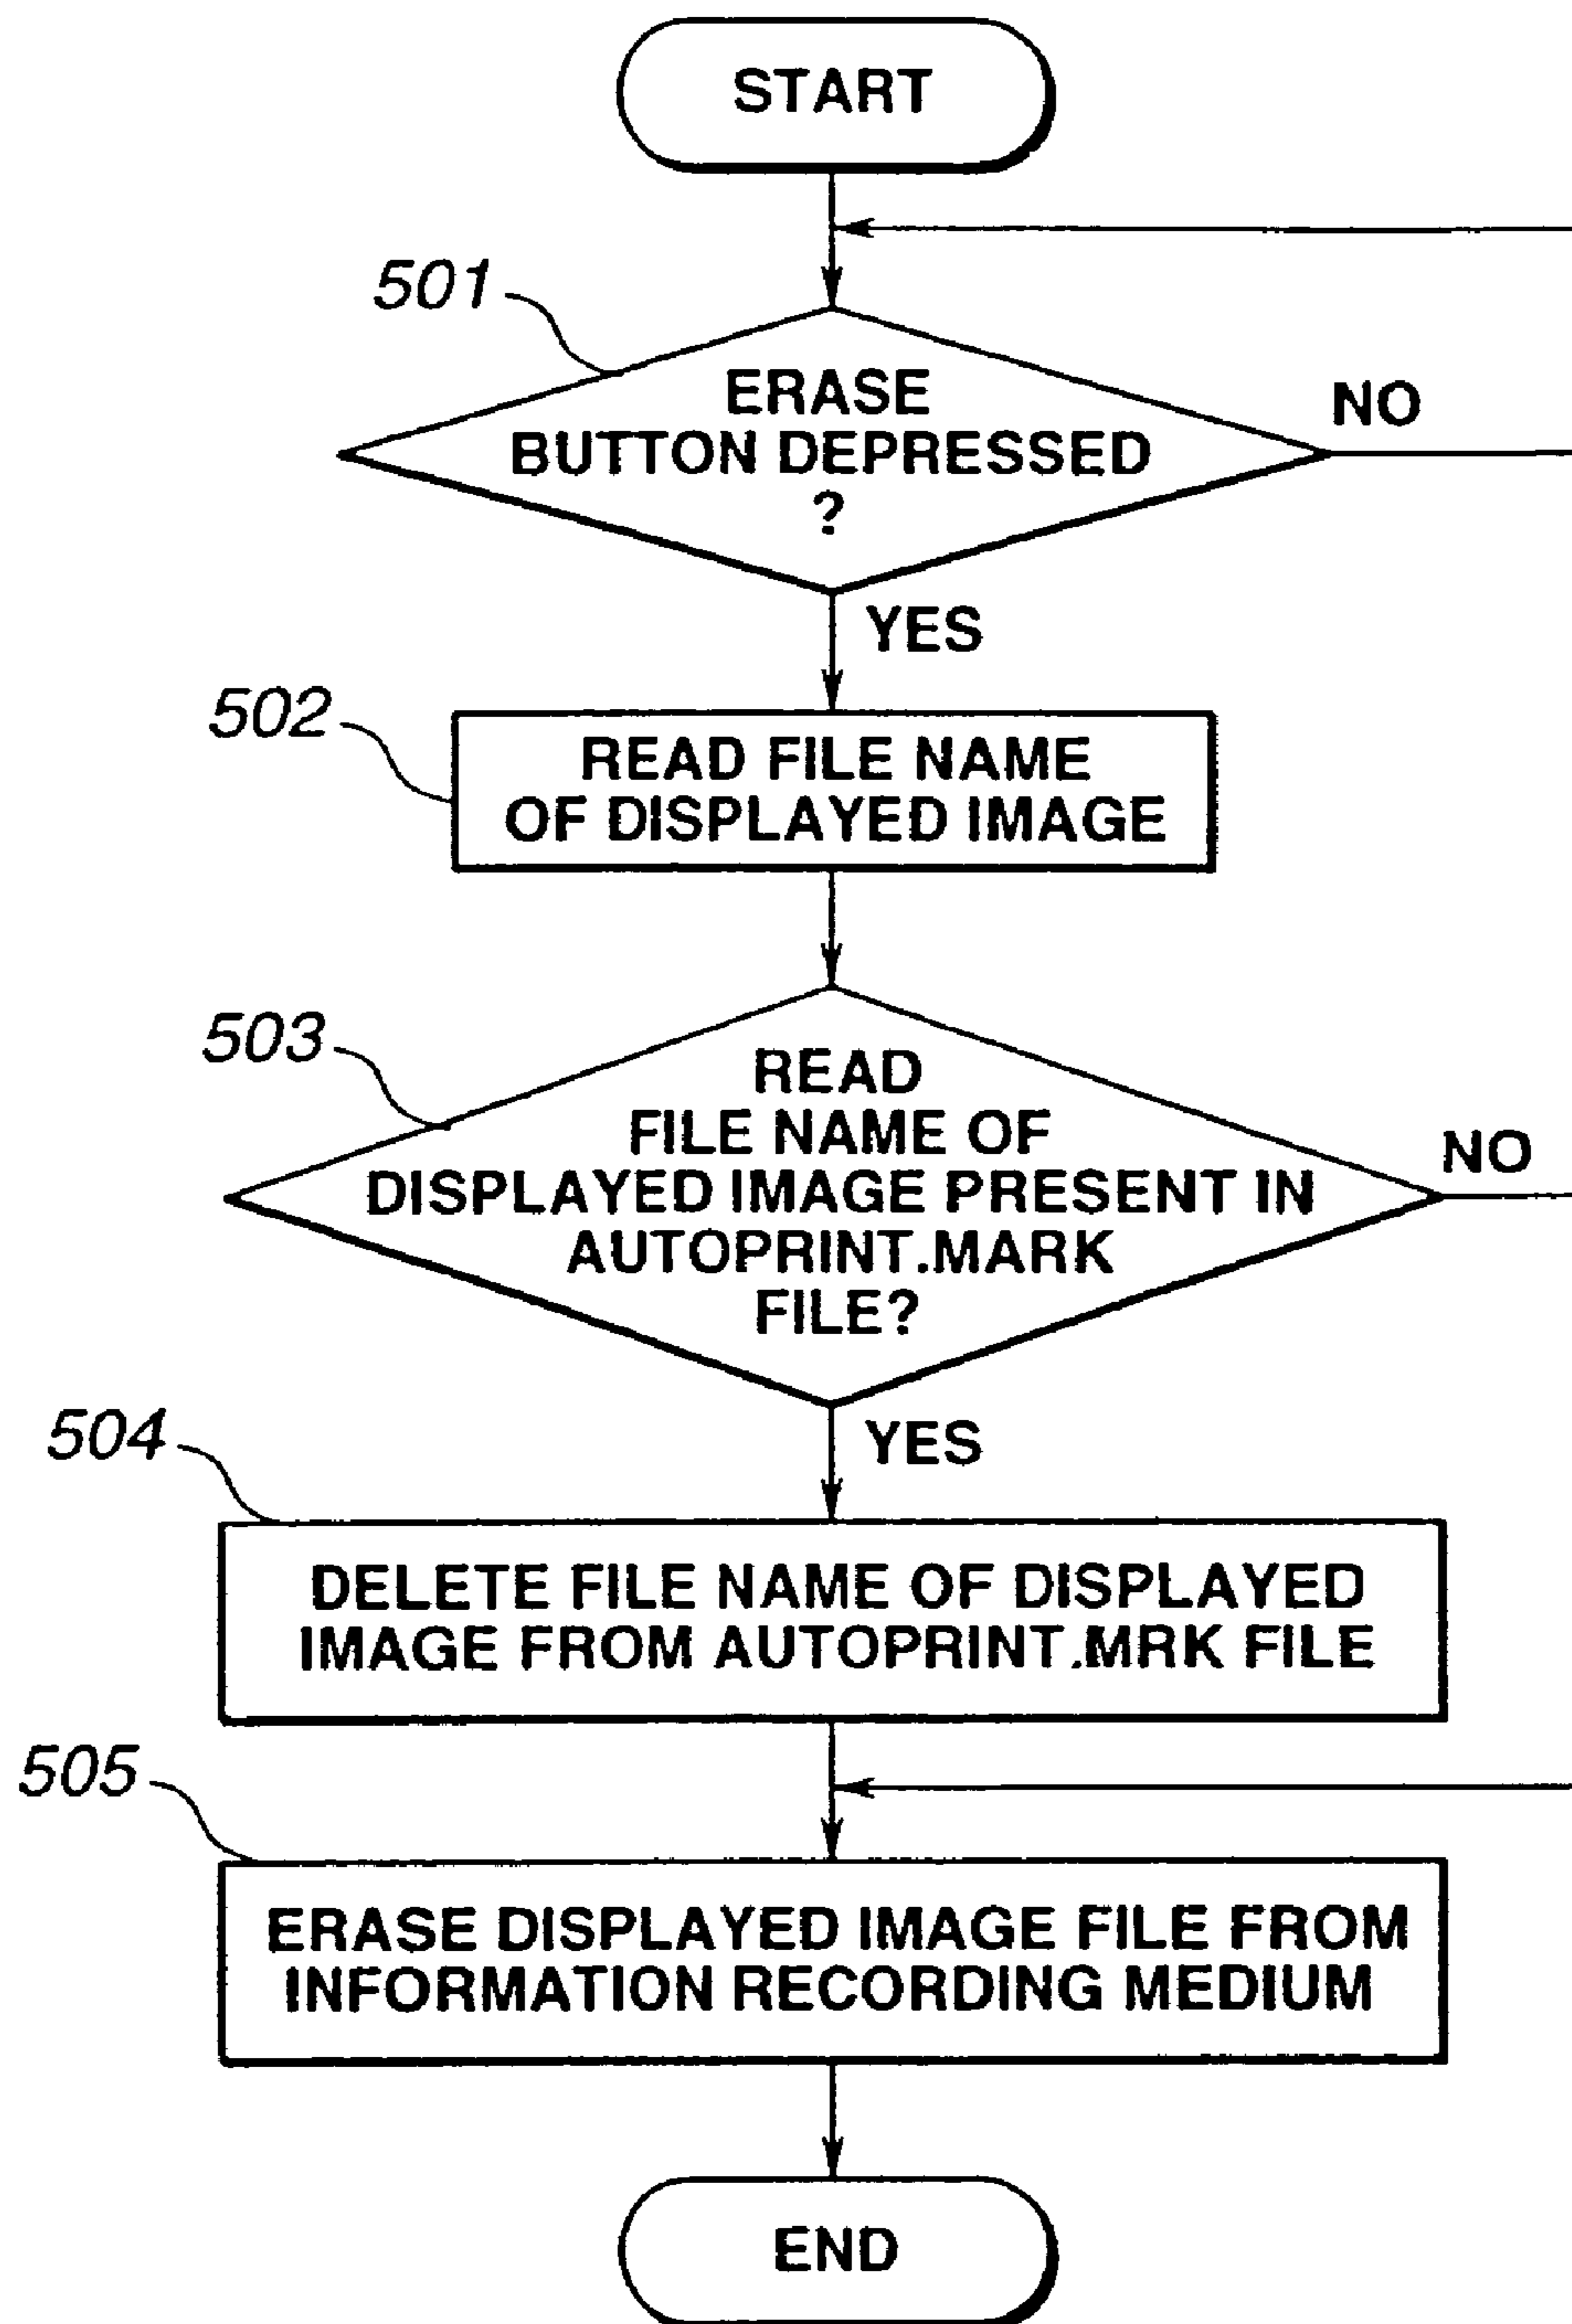 START
501
ERASE
BUTTON DEPRESSED
?
NO
YES
502
READ FILE NAME
OF DISPLAYED IMAGE
503
READ
FILE NAME OF
DISPLAYED IMAGE PRESENT IN
AUTOPRINT.MARK
FILE?
NO
YES
504
DELETE FILE NAME OF DISPLAYED
IMAGE FROM AUTOPRINT.MRK FILE
505
ERASE DISPLAYED IMAGE FILE FROM
INFORMATION RECORDING MEDIUM
END